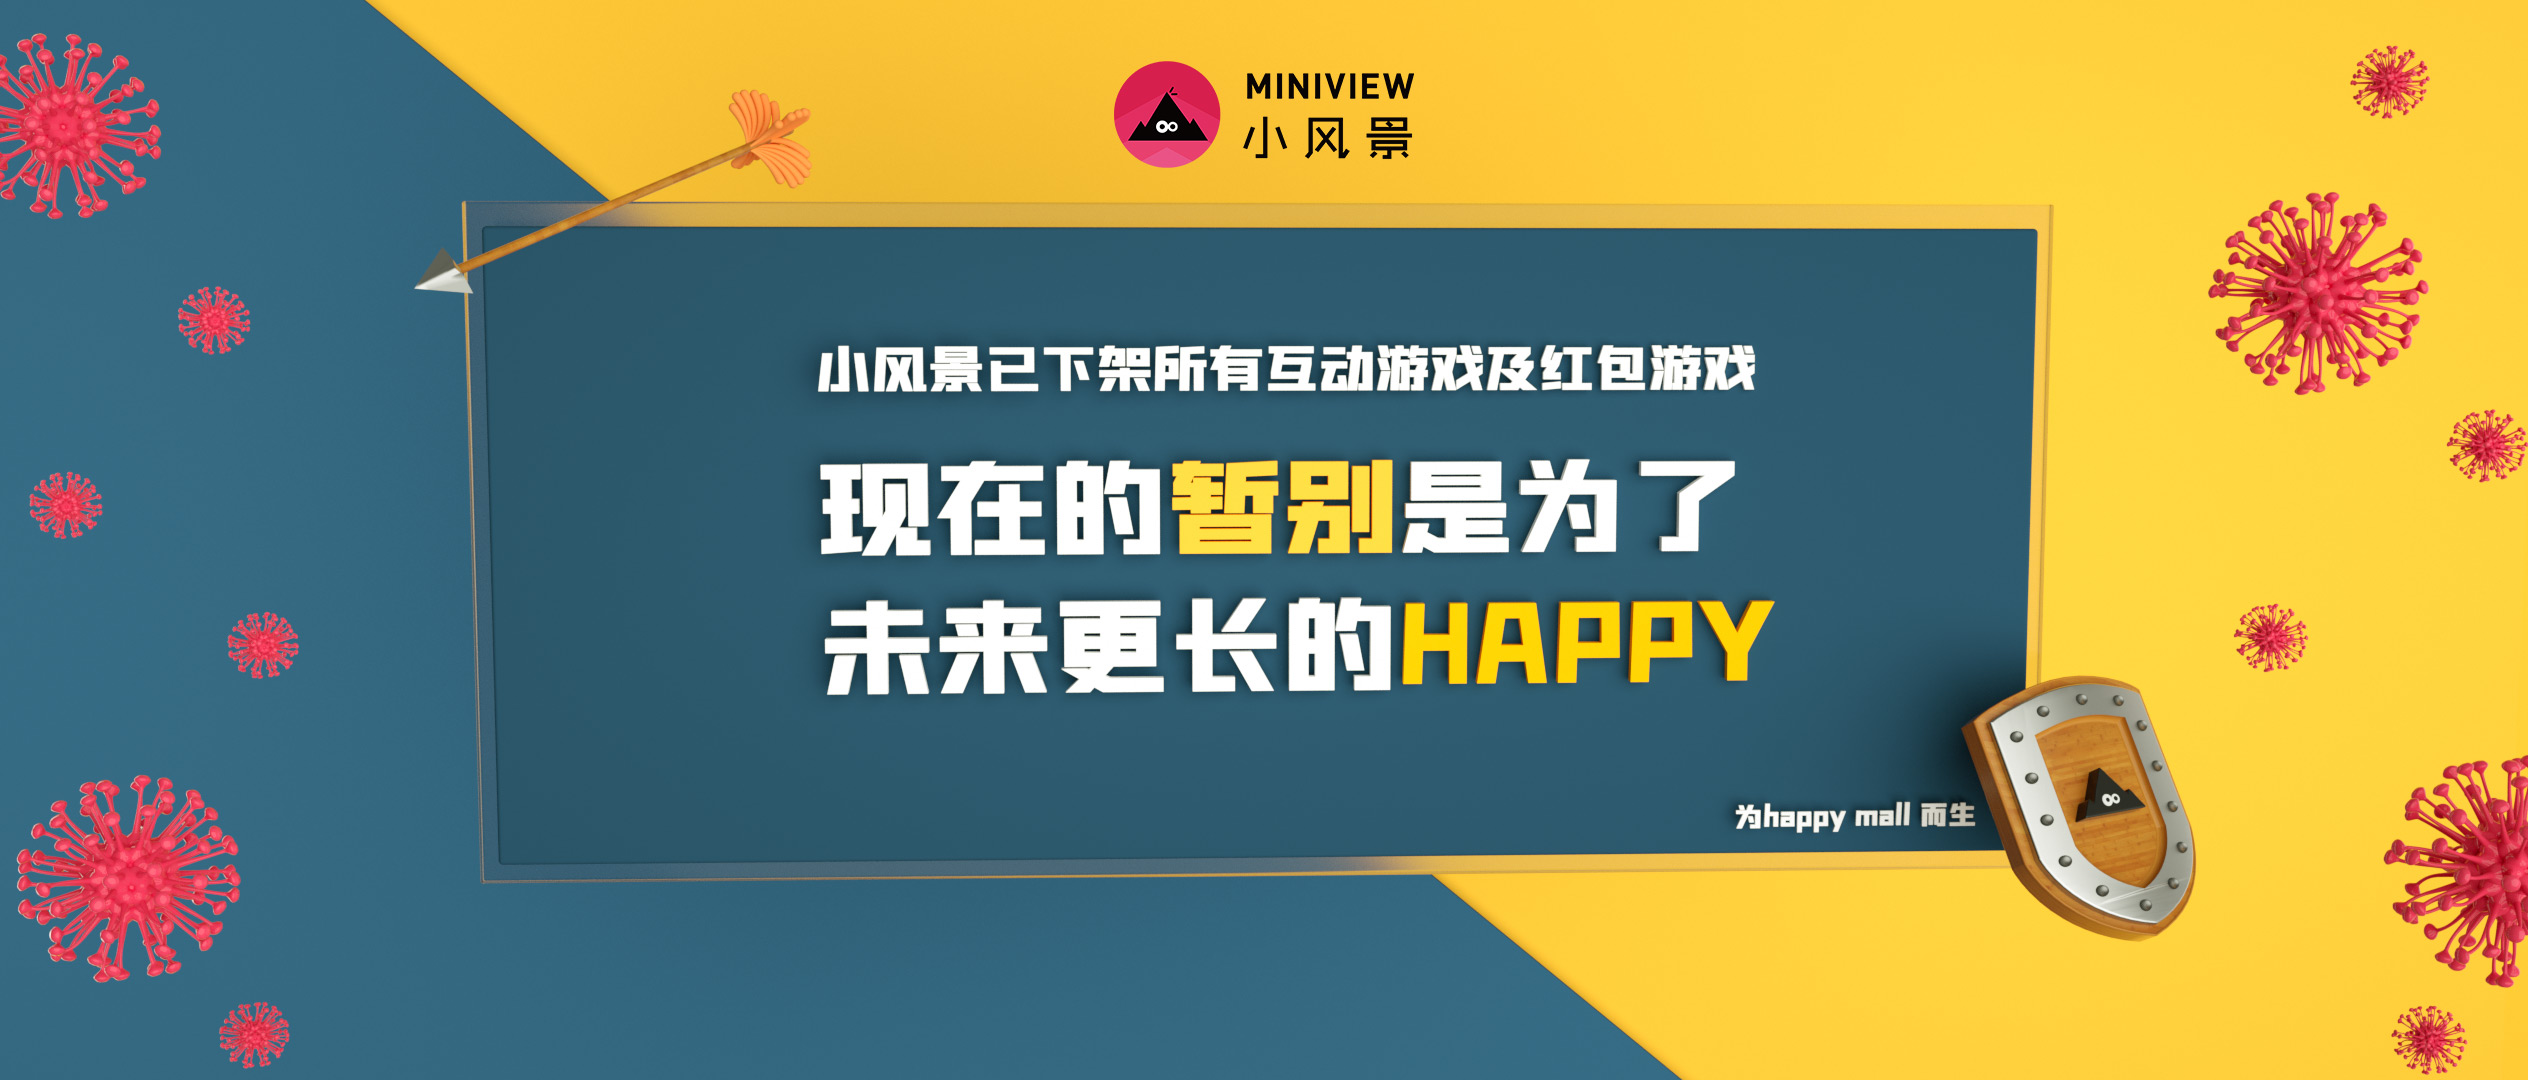 MINIVIEW
小风景
小风景已下架所有互动游戏及红包游戏
现在的暂别是为了
未来更长的HAPPY
为happy mall 而生